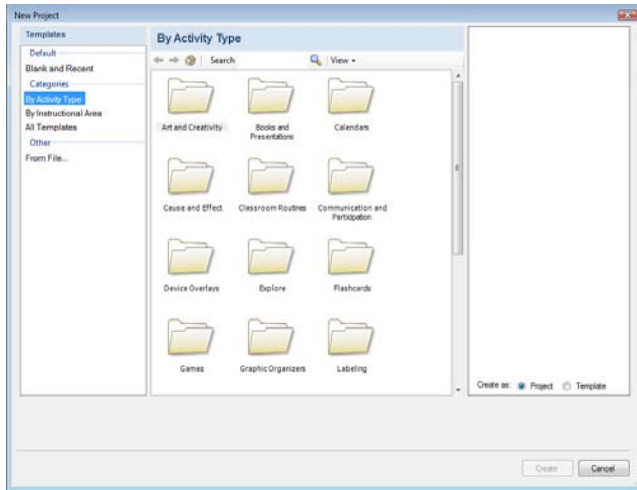 New Project
Templates
Default
Blank and Recent
Categories
By Activity Type
By Instructional Area
All Templates
Other
From File...
By Activity Type
Search
View
Art and Creativity
Books and
Presentations
Calendars
Cause and Effect
Classroom Routines
Communication and
Participation
Device Overlays
Explore
Flashcards
Games
Graphic Organizers
Labeling
Create as: Project Template
Create
Cancel